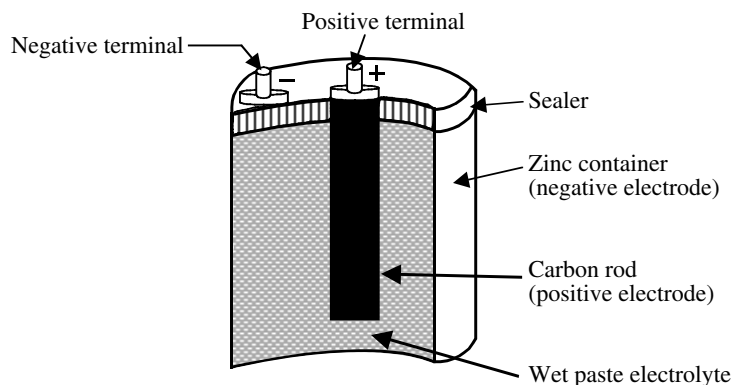 Positive terminal
Negative terminal
−
+
Sealer
Zinc container
(negative electrode)
Carbon rod
(positive electrode)
Wet paste electrolyte